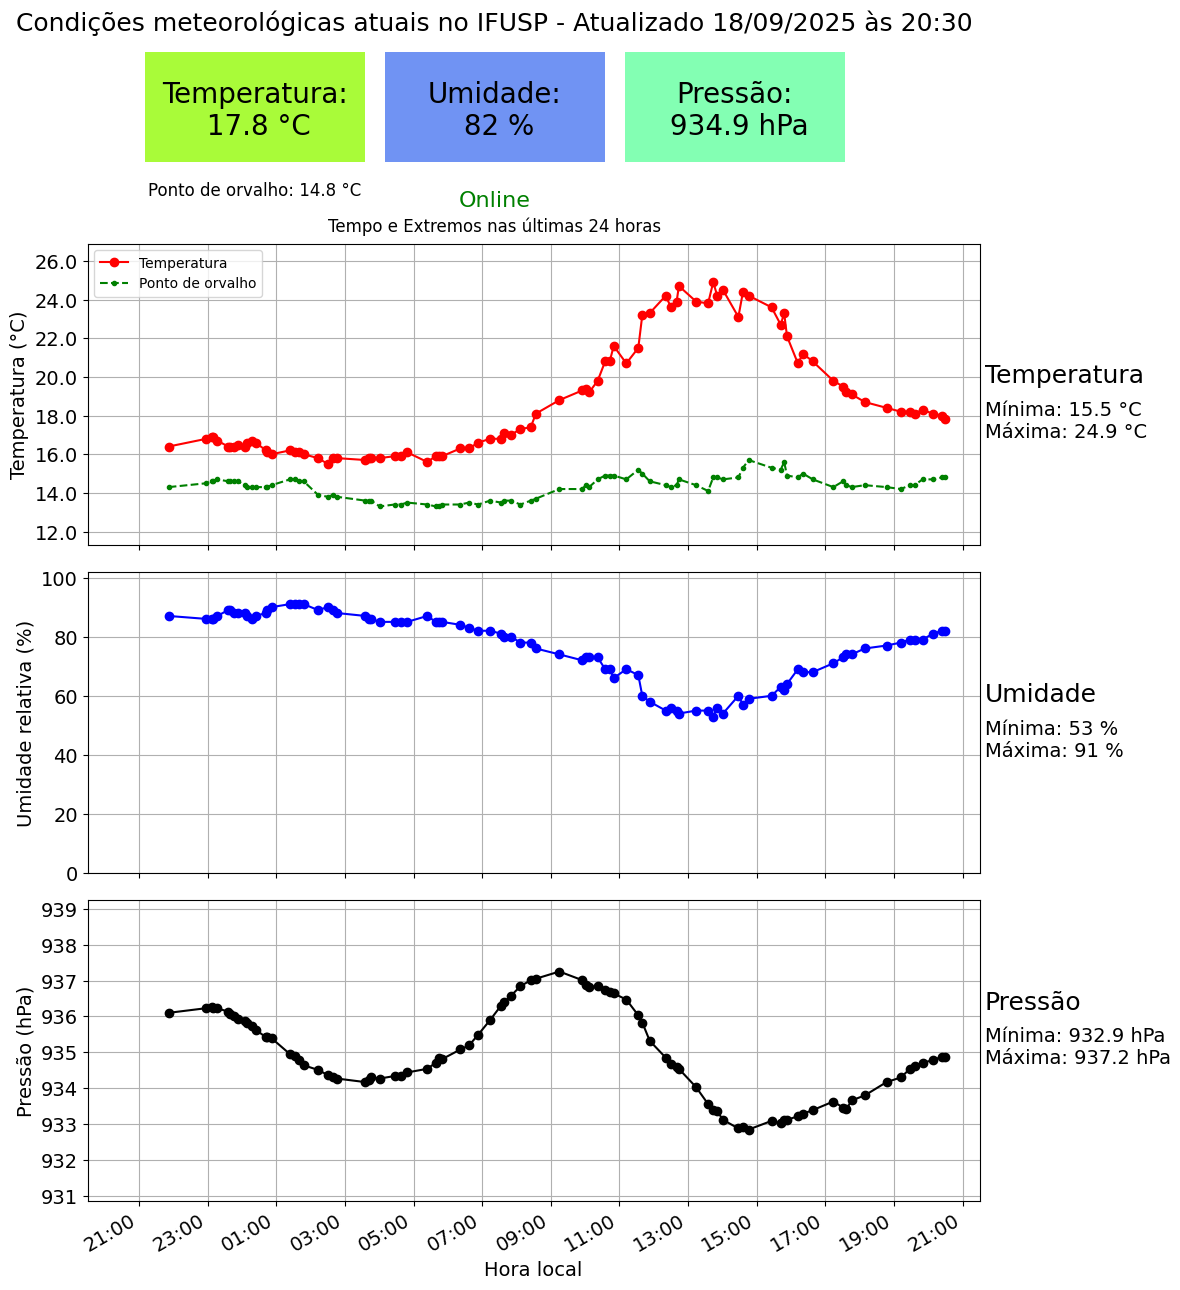 Condições meteorológicas atuais no IFUSP - Atualizado 18/09/2025 às 20:30
Temperatura:
17.8 °C
Umidade:
82 %
Pressão:
934.9 hPa
Ponto de orvalho: 14.8 °C
Online
Tempo e Extremos nas últimas 24 horas
Temperatura (°C)
26.0
24.0
22.0
20.0
18.0
16.0
14.0
12.0
Temperatura
Ponto de orvalho
Temperatura
Mínima: 15.5 °C
Máxima: 24.9 °C
Umidade relativa (%)
100
80
60
40
20
0
Umidade
Mínima: 53 %
Máxima: 91 %
Pressão (hPa)
939
938
937
936
935
934
933
932
931
Pressão
Mínima: 932.9 hPa
Máxima: 937.2 hPa
21:00 23:00 01:00 03:00 05:00 07:00 09:00 11:00 13:00 15:00 17:00 19:00 21:00
Hora local